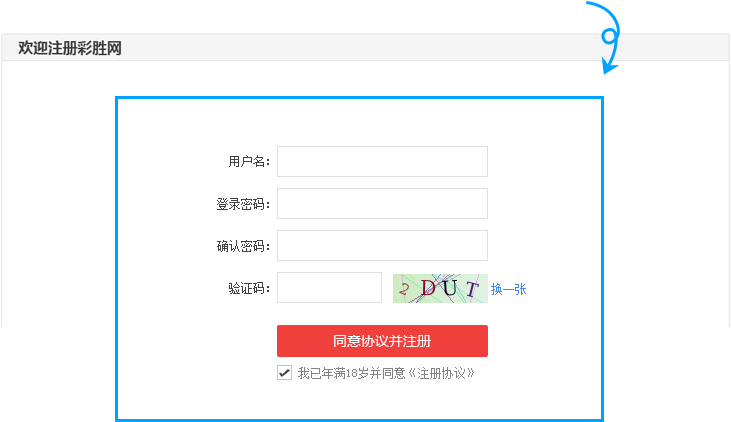 欢迎注册彩胜网
用户名：
登录密码：
确认密码：
验证码： 2DUT 换一张
同意协议并注册
我已年满18岁并同意《注册协议》